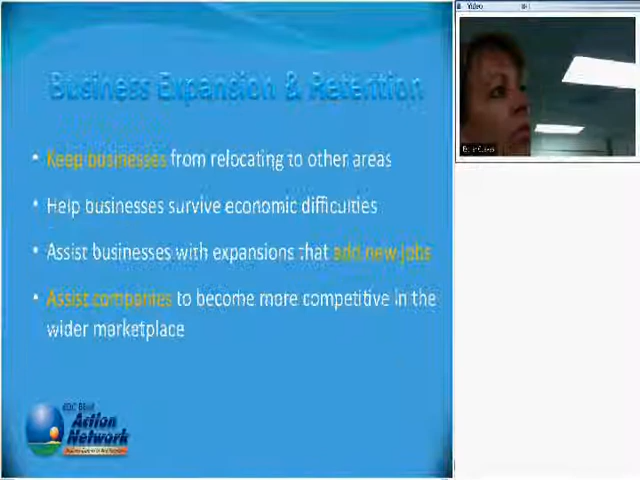 Video
Business Expansion & Retention
• Keep businesses from relocating to other areas
• Help businesses survive economic difficulties
• Assist businesses with expansions that add new jobs
• Assist companies to become more competitive in the
wider marketplace
Action
Network